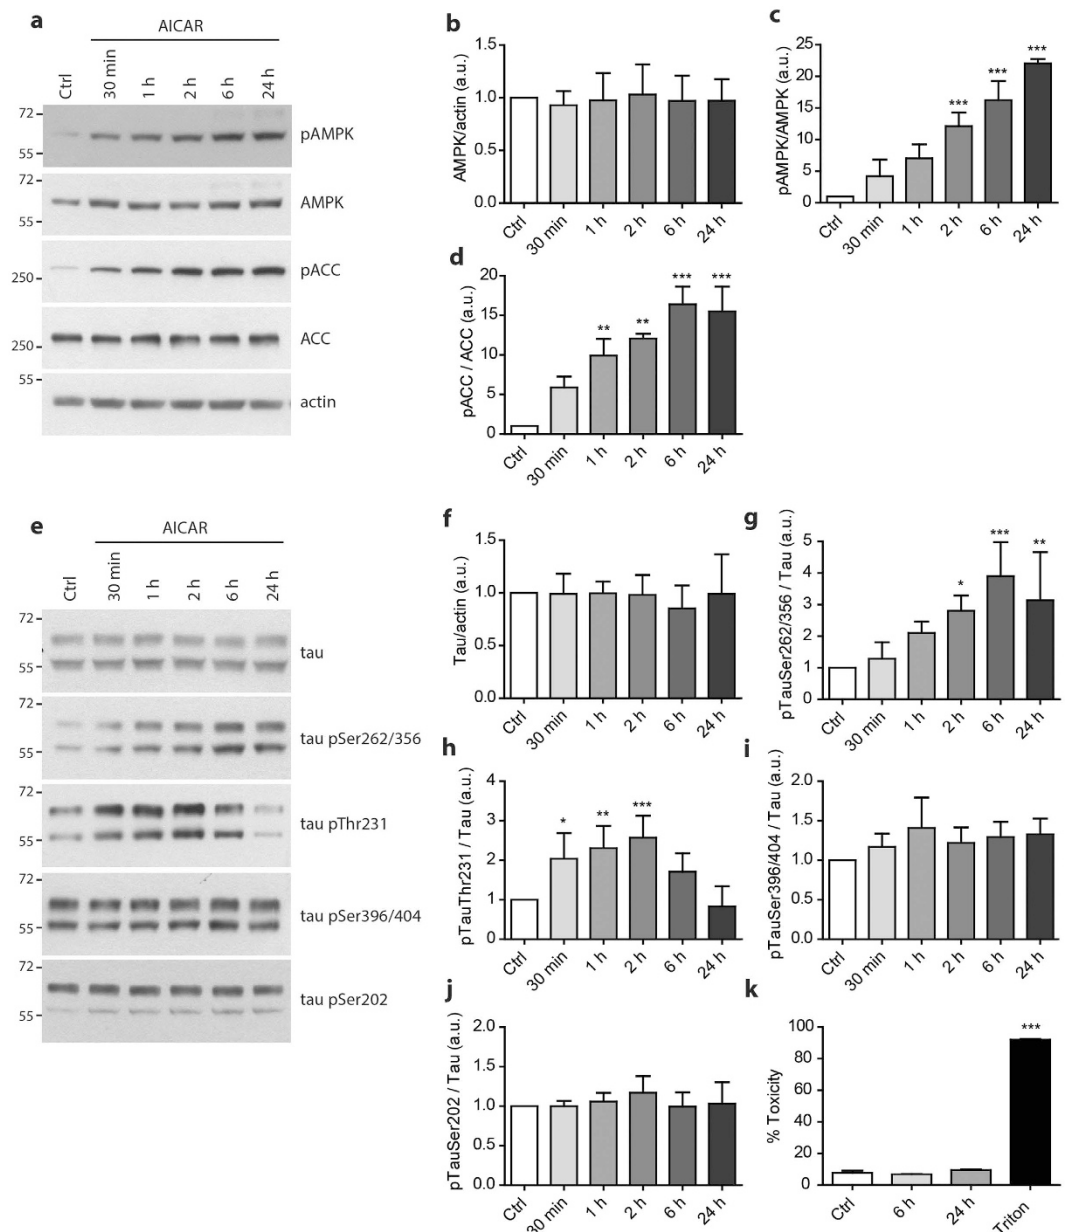 a
AICAR
Ctrl
30 min
1 h
2 h
6 h
24 h
72
55
pAMPK
72
55
AMPK
250
pACC
250
ACC
55
actin
b
AMPK/actin (a.u.)
1.5
1.0
0.5
0.0
Ctrl
30 min
1 h
2 h
6 h
24 h
c
pAMPK/AMPK (a.u.)
25
20
15
10
5
0
***
***
***
Ctrl
30 min
1 h
2 h
6 h
24 h
d
pACC / ACC (a.u.)
20
15
10
5
0
**
**
***
***
Ctrl
30 min
1 h
2 h
6 h
24 h
e
AICAR
Ctrl
30 min
1 h
2 h
6 h
24 h
72
55
tau
72
55
tau pSer262/356
72
55
tau pThr231
72
55
tau pSer396/404
72
55
tau pSer202
f
Tau/actin (a.u.)
1.5
1.0
0.5
0.0
Ctrl
30 min
1 h
2 h
6 h
24 h
g
pTauSer262/356 / Tau (a.u.)
5
4
3
2
1
0
*
***
**
Ctrl
30 min
1 h
2 h
6 h
24 h
h
pTauThr231 / Tau (a.u.)
4
3
2
1
0
*
**
***
Ctrl
30 min
1 h
2 h
6 h
24 h
i
pTauSer396/404 / Tau (a.u.)
2.0
1.5
1.0
0.5
0.0
Ctrl
30 min
1 h
2 h
6 h
24 h
j
pTauSer202 / Tau (a.u.)
2.0
1.5
1.0
0.5
0.0
Ctrl
30 min
1 h
2 h
6 h
24 h
k
% Toxicity
100
80
60
40
20
0
***
Ctrl
6 h
24 h
Triton